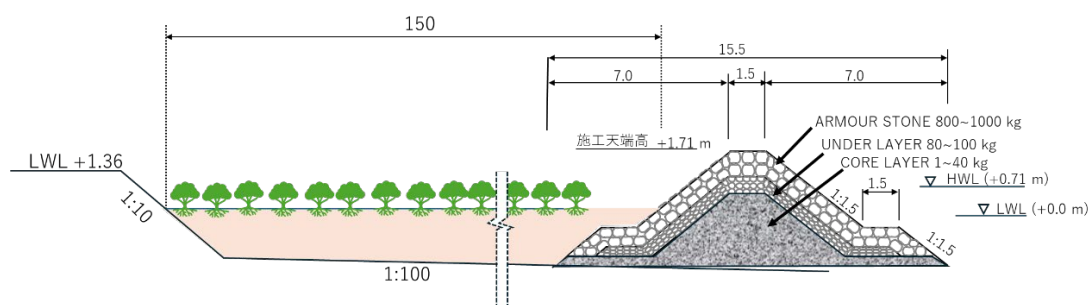 150
15.5
7.0
1.5
7.0
ARMOUR STONE 800~1000 kg
施工天端高 +1.71 m
UNDER LAYER 80~100 kg
LWL +1.36
CORE LAYER 1~40 kg
1.5
HWL (+0.71 m)
1:10
1:1.5
LWL (+0.0 m)
1:1.5
1:100